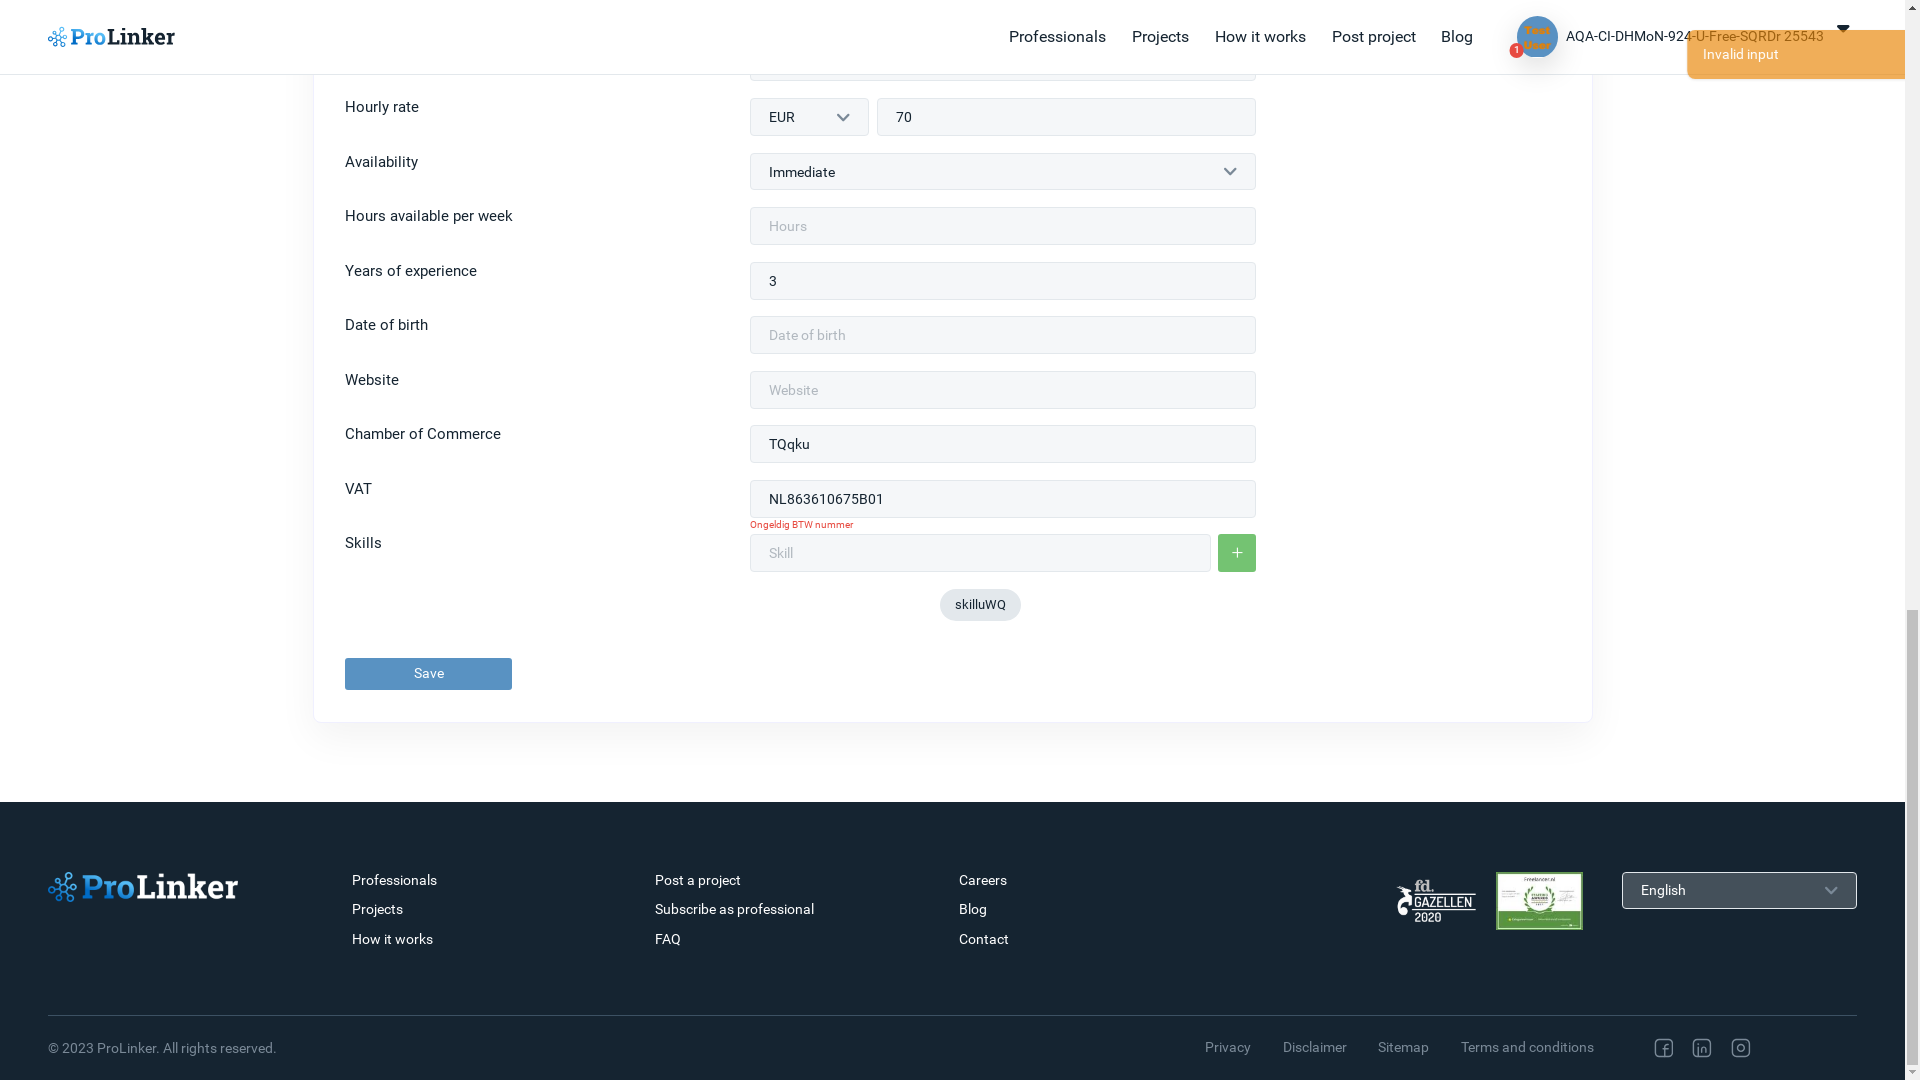 ProLinker
Professionals
Projects
How it works
Post project
Blog
Test User
1
AQA-CI-DHMoN-924-U-Free-SQRDr 25543
Invalid input
Hourly rate
EUR
70
Availability
Immediate
Hours available per week
Hours
Years of experience
3
Date of birth
Date of birth
Website
Website
Chamber of Commerce
TQqku
VAT
NL863610675B01
Ongeldig BTW nummer
Skills
Skill
+
skilluWQ
Save
ProLinker
Professionals
Projects
How it works
Post a project
Subscribe as professional
FAQ
Careers
Blog
Contact
fd.
GAZELLEN
2020
Freelancer.nl
English
© 2023 ProLinker. All rights reserved.
Privacy
Disclaimer
Sitemap
Terms and conditions